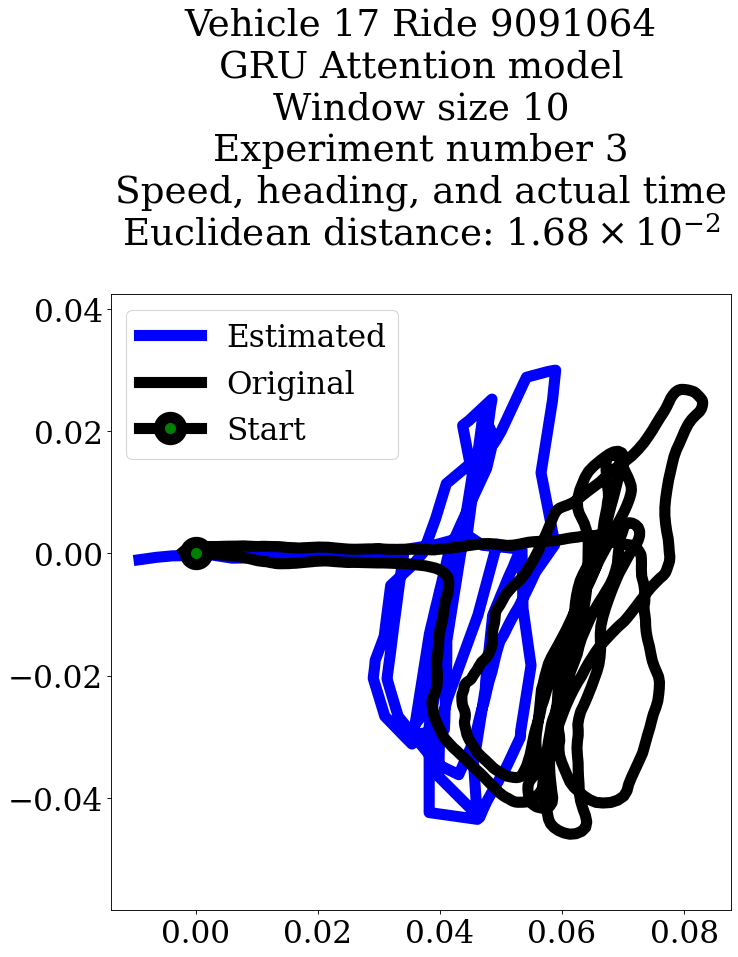 Vehicle 17 Ride 9091064
GRU Attention model
Window size 10
Experiment number 3
Speed, heading, and actual time
Euclidean distance: 1.68 × 10⁻²
Estimated
Original
Start
0.04
0.02
0.00
−0.02
−0.04
0.00 0.02 0.04 0.06 0.08